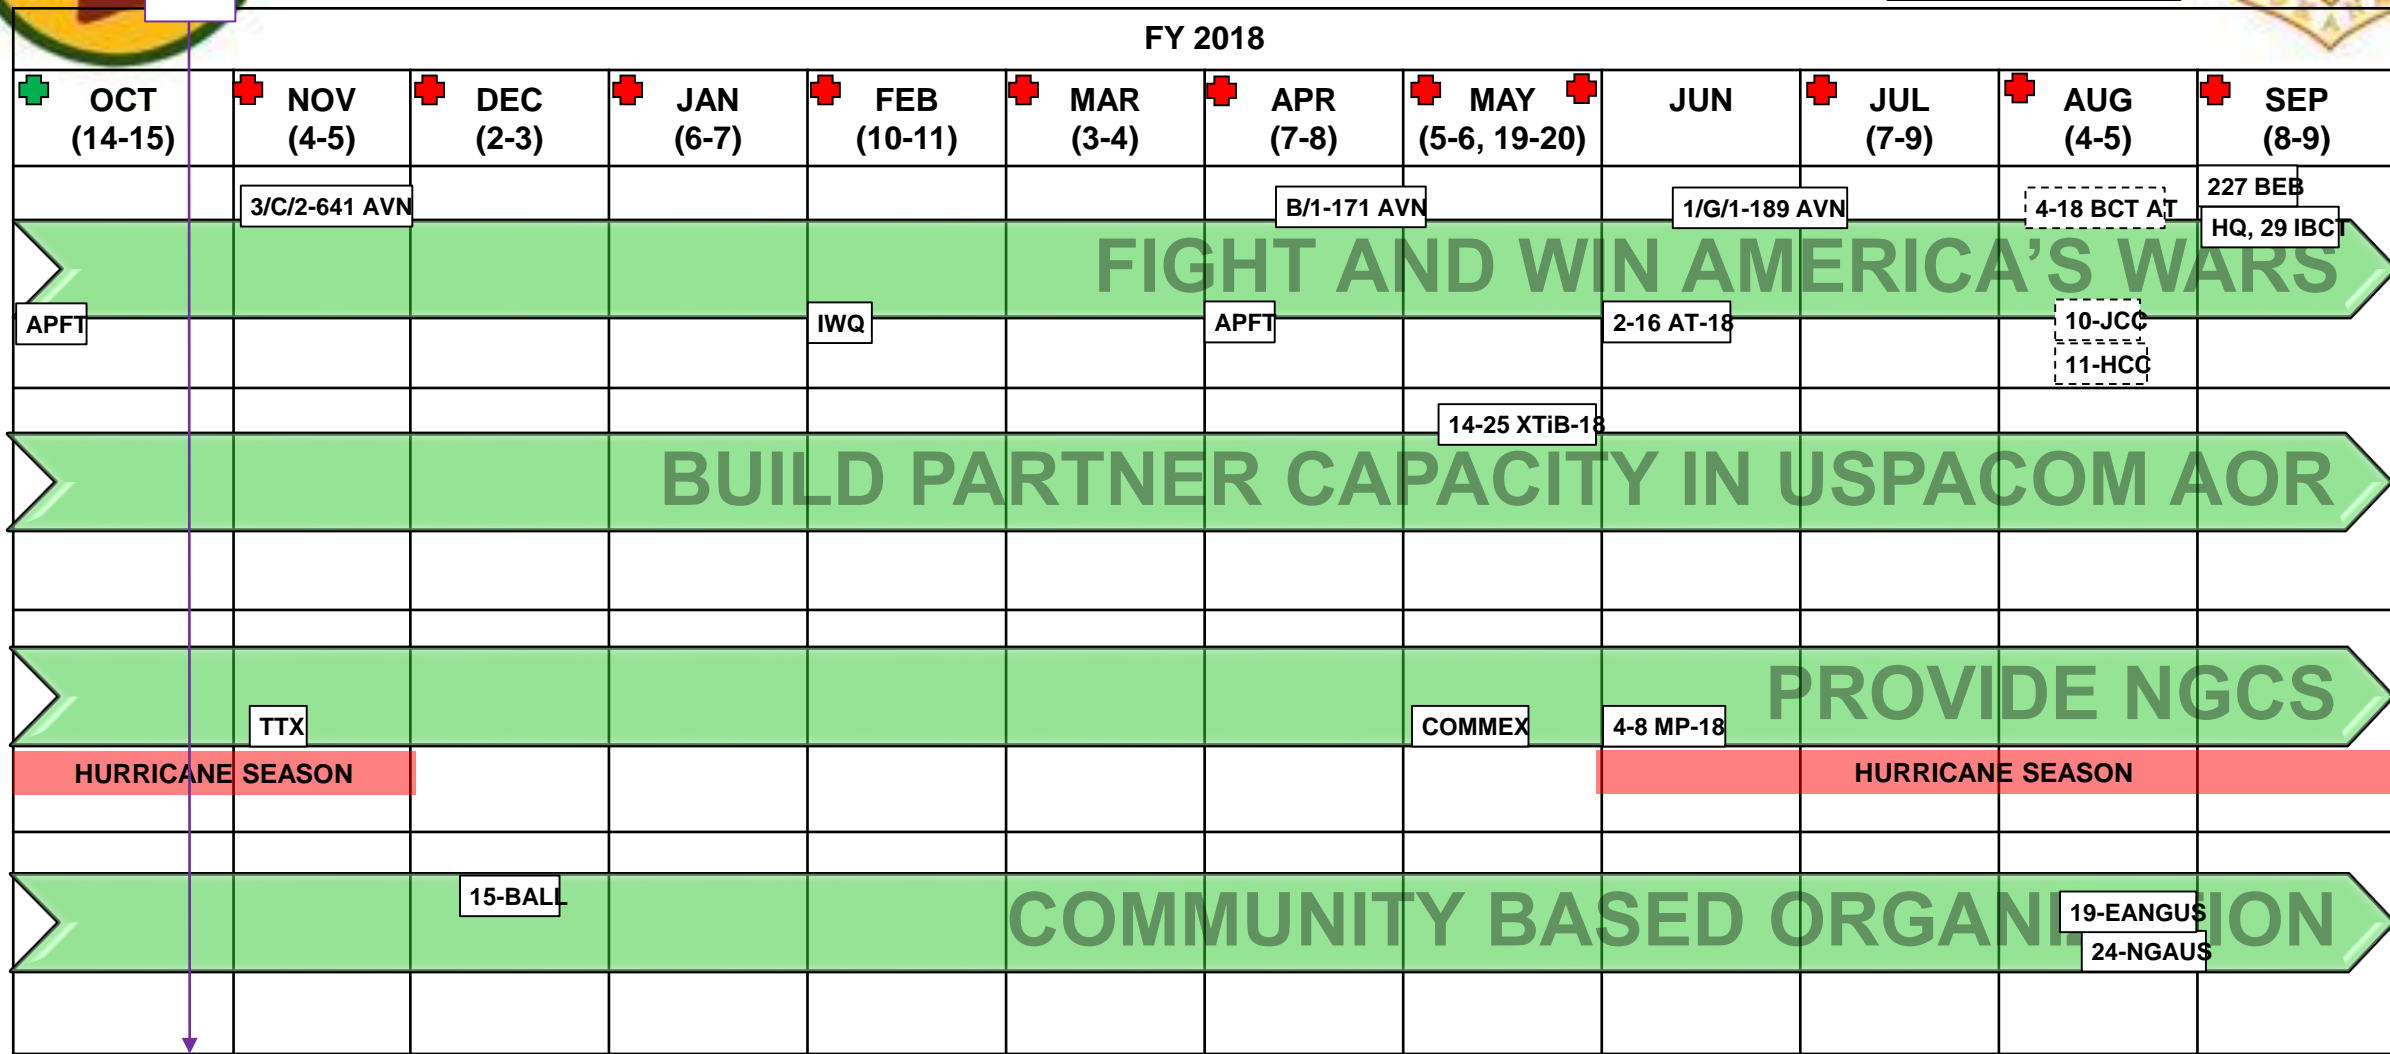 FY 2018
OCT
(14-15)
NOV
(4-5)
DEC
(2-3)
JAN
(6-7)
FEB
(10-11)
MAR
(3-4)
APR
(7-8)
MAY
(5-6, 19-20)
JUN
JUL
(7-9)
AUG
(4-5)
SEP
(8-9)
3/C/2-641 AVN
B/1-171 AVN
1/G/1-189 AVN
4-18 BCT AT
227 BEB
HQ, 29 IBCT
FIGHT AND WIN AMERICA’S WARS
APFT
IWQ
APFT
2-16 AT-18
10-JCC
11-HCC
14-25 XTiB-18
BUILD PARTNER CAPACITY IN USPACOM AOR
PROVIDE NGCS
TTX
COMMEX
4-8 MP-18
HURRICANE SEASON
HURRICANE SEASON
15-BALL
COMMUNITY BASED ORGANIZATION
19-EANGUS
24-NGAUS